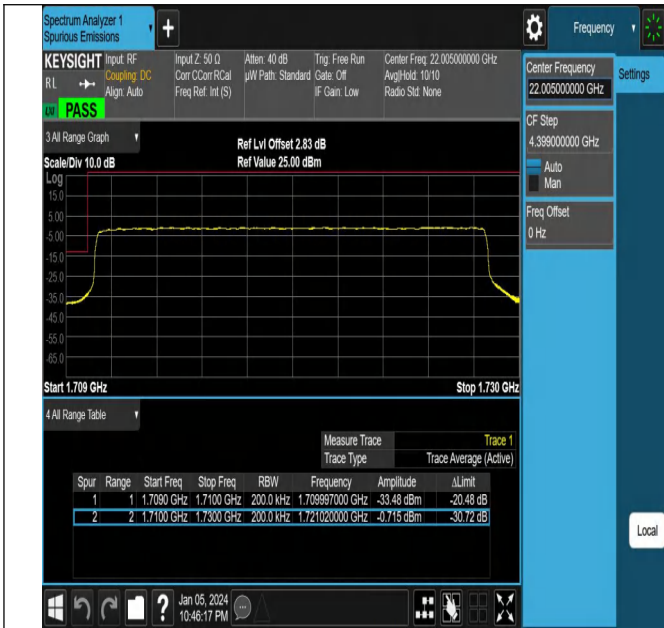 Spectrum Analyzer 1
Spurious Emissions
Frequency
KEYSIGHT Input: RF
RL Coupling: DC
Align: Auto
LXI PASS
Input Z: 50 Ω
Corr CCorr RCal
Freq Ref: Int (S)
Atten: 40 dB
µW Path: Standard
Trig: Free Run
Gate: Off
IF Gain: Low
Center Freq: 22.005000000 GHz
Avg|Hold: 10/10
Radio Std: None
Center Frequency
22.005000000 GHz
Settings
CF Step
4.399000000 GHz
Auto
Man
Freq Offset
0 Hz
3 All Range Graph
Scale/Div 10.0 dB
Ref Lvl Offset 2.83 dB
Ref Value 25.00 dBm
Log
15.0
5.00
-5.00
-15.0
-25.0
-35.0
-45.0
-55.0
-65.0
Start 1.709 GHz
Stop 1.730 GHz
4 All Range Table
Measure Trace Trace 1
Trace Type Trace Average (Active)
Spur Range Start Freq Stop Freq RBW Frequency Amplitude ΔLimit
1 1 1.7090 GHz 1.7100 GHz 200.0 kHz 1.709997000 GHz -33.48 dBm -20.48 dB
2 2 1.7100 GHz 1.7300 GHz 200.0 kHz 1.721020000 GHz -0.715 dBm -30.72 dB
Local
Jan 05, 2024
10:46:17 PM